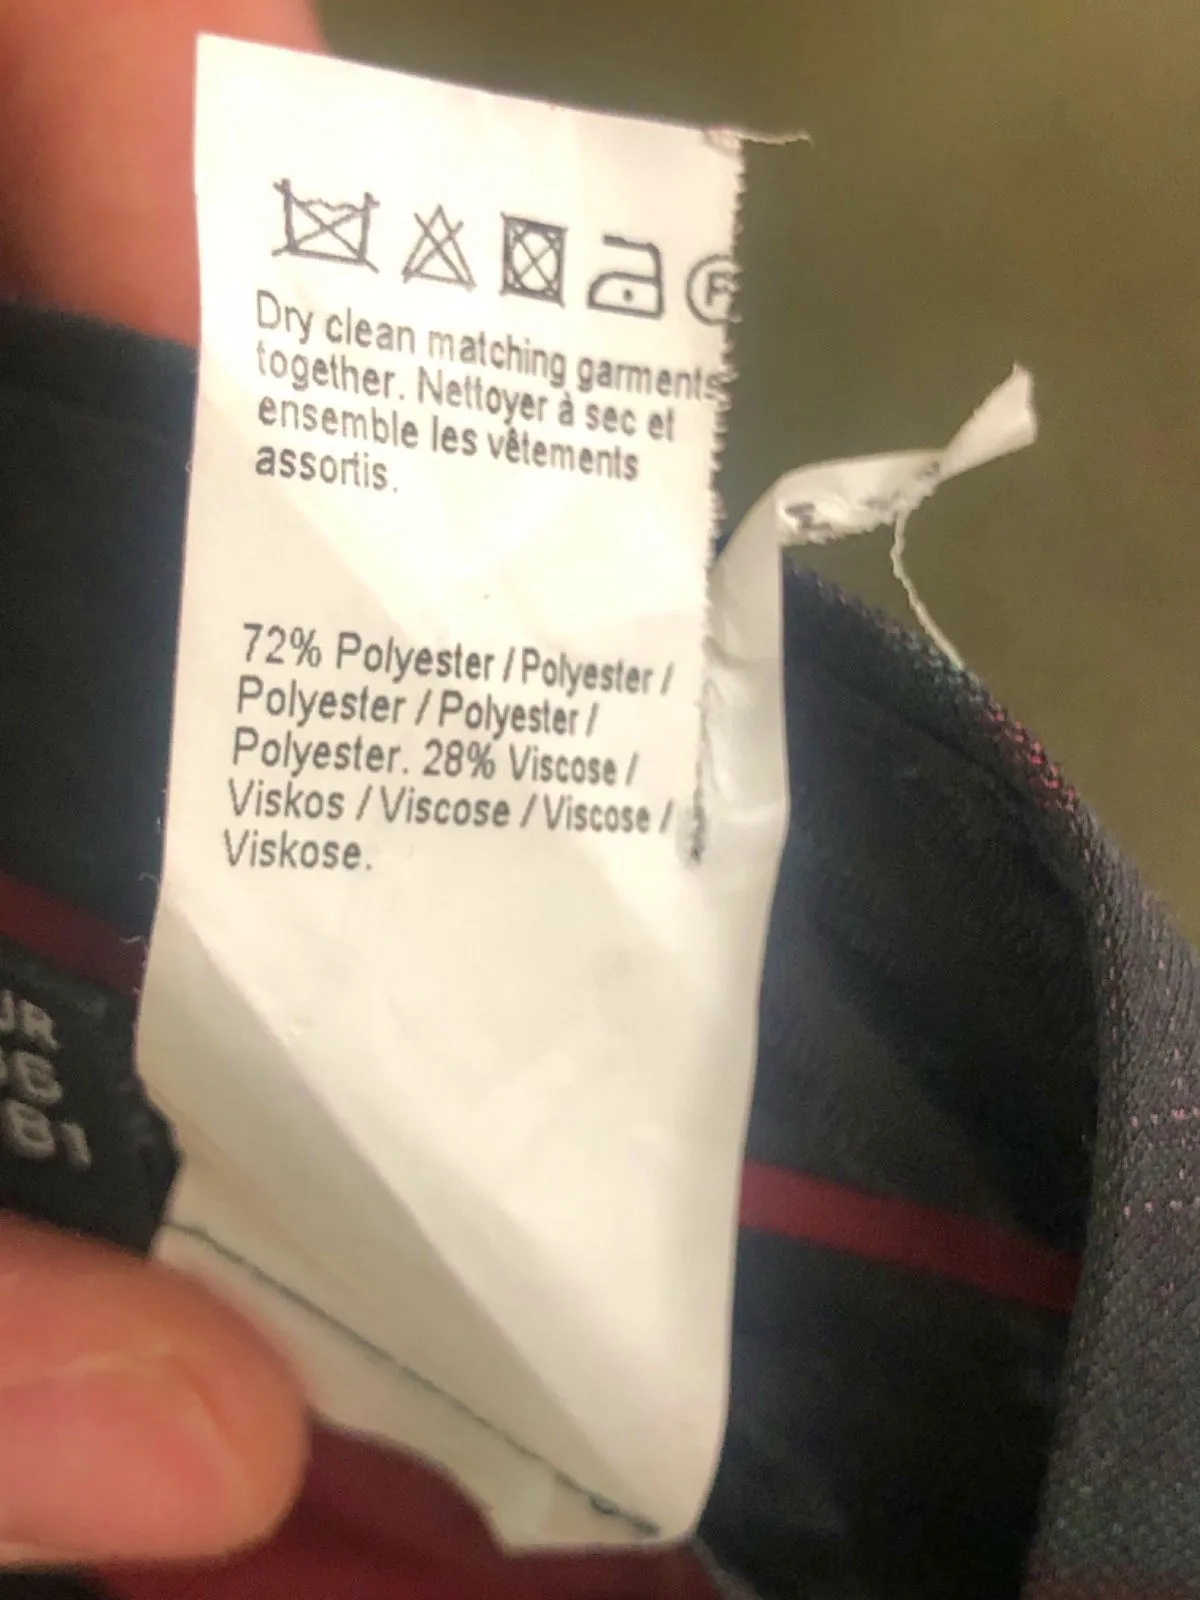 F
Dry clean matching garments
together. Nettoyer à sec et
ensemble les vêtements
assortis.
72% Polyester / Polyester /
Polyester / Polyester /
Polyester. 28% Viscose /
Viskos / Viscose / Viscose /
Viskose.